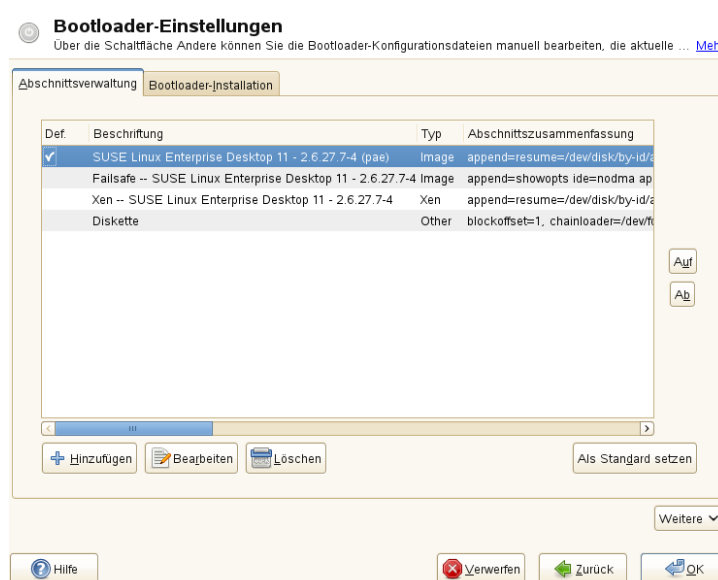 Bootloader-Einstellungen
Über die Schaltfläche Andere können Sie die Bootloader-Konfigurationsdateien manuell bearbeiten, die aktuelle ... Meh
Abschnittsverwaltung Bootloader-Installation
Def. Beschriftung Typ Abschnittszusammenfassung
SUSE Linux Enterprise Desktop 11 - 2.6.27.7-4 (pae) Image append=resume=/dev/disk/by-id/a
Failsafe -- SUSE Linux Enterprise Desktop 11 - 2.6.27.7-4 Image append=showopts ide=nodma ap
Xen -- SUSE Linux Enterprise Desktop 11 - 2.6.27.7-4 Xen append=resume=/dev/disk/by-id/a
Diskette Other blockoffset=1, chainloader=/dev/fd
Auf
Ab
Hinzufügen Bearbeiten Löschen Als Standard setzen
Weitere
Hilfe Verwerfen Zurück OK